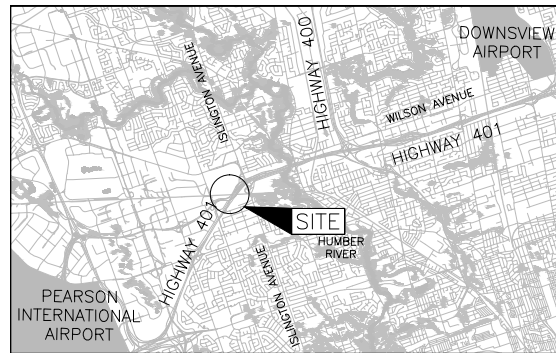 DOWNSVIEW
AIRPORT
ISLINGTON AVENUE
HIGHWAY 400
WILSON AVENUE
HIGHWAY 401
HIGHWAY 401
SITE
HUMBER
RIVER
ISLINGTON AVENUE
PEARSON
INTERNATIONAL
AIRPORT